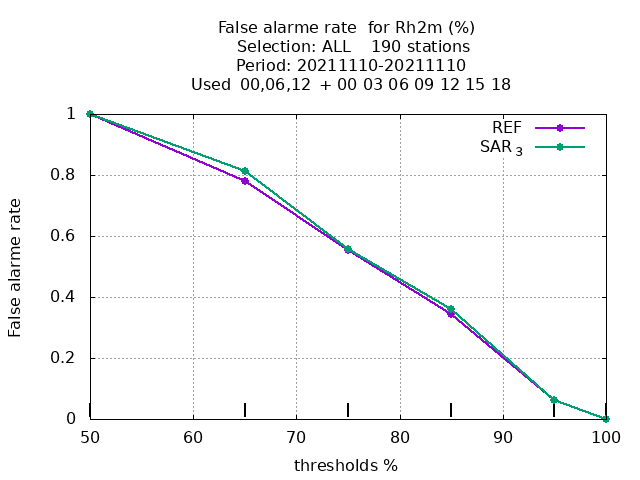 False alarme rate  for Rh2m (%)
Selection: ALL    190 stations
Period: 20211110-20211110
Used  00,06,12  + 00 03 06 09 12 15 18
REF
SAR 3
1
0.8
0.6
0.4
0.2
0
False alarme rate
50 60 70 80 90 100
thresholds %